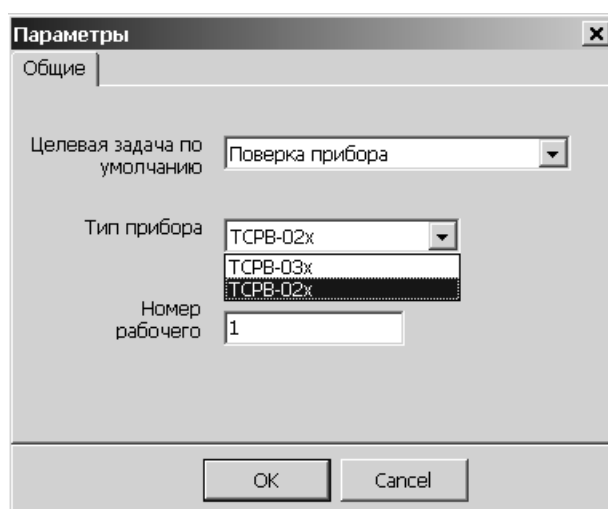 Параметры
Общие
Целевая задача по
умолчанию
Поверка прибора
Тип прибора
ТСРВ-02х
ТСРВ-03х
ТСРВ-02х
Номер
рабочего
1
OK
Cancel